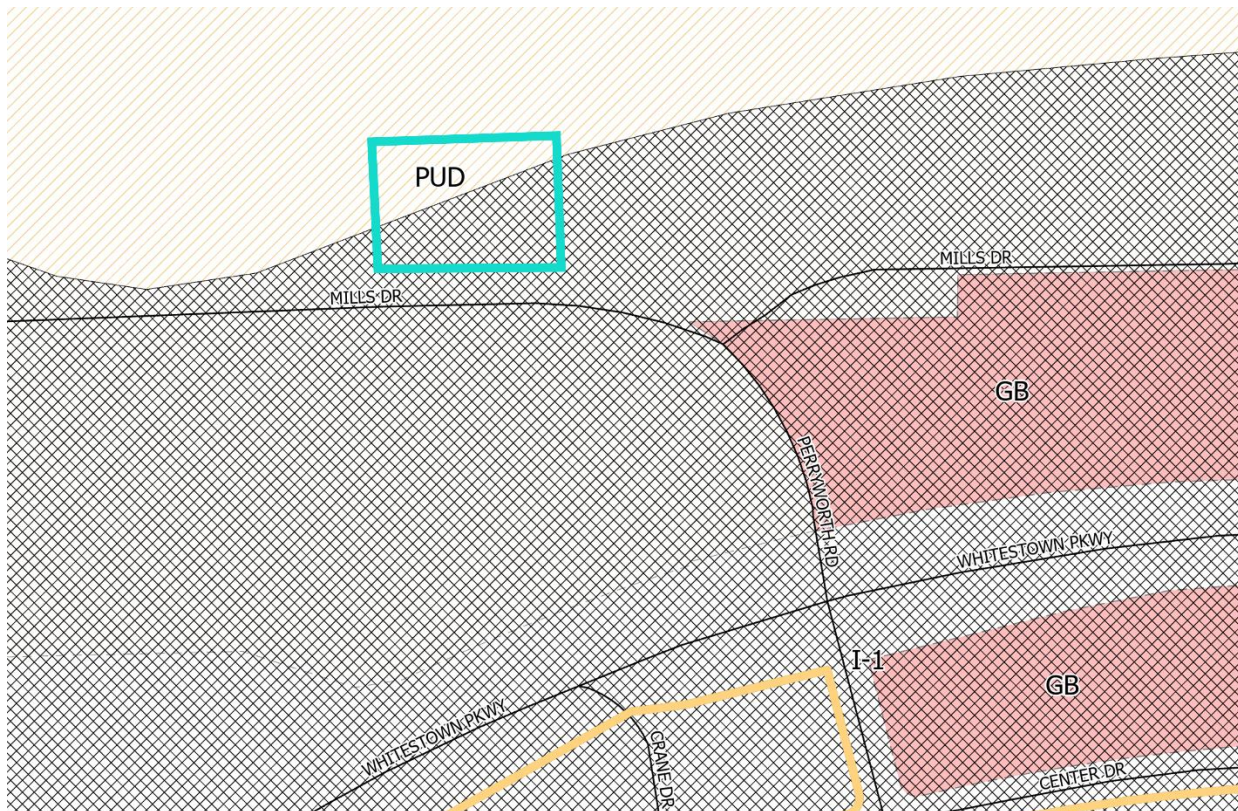 PUD
MILLS DR
MILLS DR
GB
PERRYWORTH RD
WHITESTOWN PKWY
I-1
GB
WHITESTOWN PKWY
CRANE DR
CENTER DR